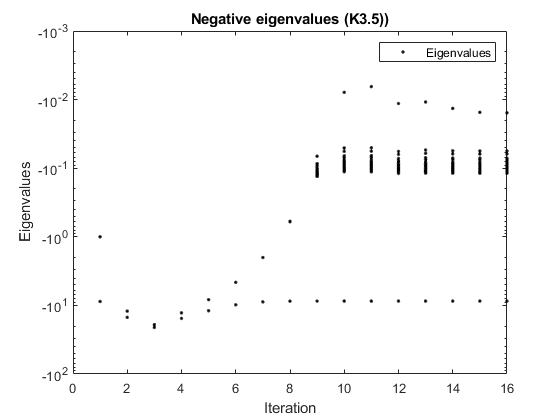 Negative eigenvalues (K3.5))
Eigenvalues
-10^-3
-10^-2
-10^-1
-10^0
-10^1
-10^2
Eigenvalues
0 2 4 6 8 10 12 14 16
Iteration